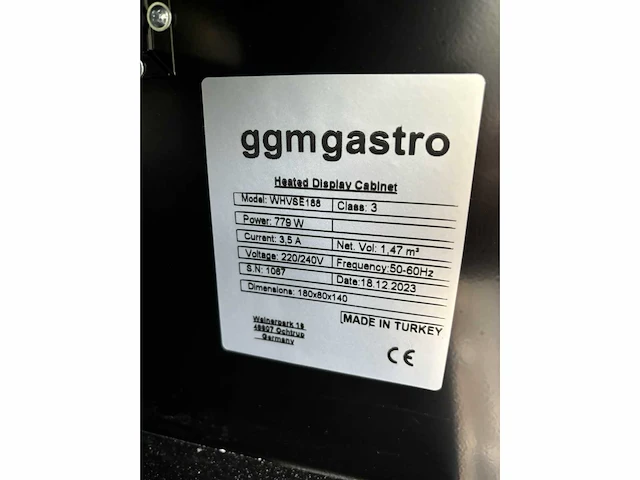 ggmgastro
Heated Display Cabinet
Model: WHVSE188 Class: 3
Power: 779 W
Current: 3,5 A Net. Vol: 1,47 m³
Voltage: 220/240V Frequency:50-60Hz
S.N: 1067 Date:18.12.2023
Dimensions: 180x80x140
MADE IN TURKEY
Weinerpark 16
48607 Ochtrup
Germany
CE